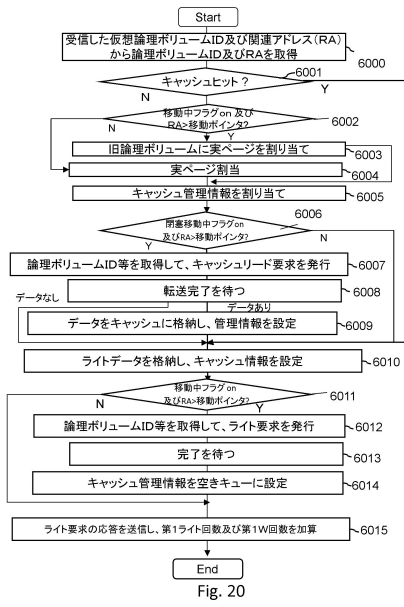 Start
受信した仮想論理ボリュームID及び関連アドレス(RA)
から論理ボリュームID及びRAを取得
6000
キャッシュヒット？
6001
N
Y
移動中フラグon 及び
RA>移動ポインタ?
6002
N
Y
旧論理ボリュームに実ページを割り当て
6003
実ページ割当
6004
キャッシュ管理情報を割り当て
6005
閉塞移動中フラグon
及びRA>移動ポインタ?
6006
Y
N
論理ボリュームID等を取得して、キャッシュリード要求を発行
6007
転送完了を待つ
6008
データなし
データあり
データをキャッシュに格納し、管理情報を設定
6009
ライトデータを格納し、キャッシュ情報を設定
6010
移動中フラグon
及びRA>移動ポインタ?
6011
N
Y
論理ボリュームID等を取得して、ライト要求を発行
6012
完了を待つ
6013
キャッシュ管理情報を空きキューに設定
6014
ライト要求の応答を送信し、第1ライト回数及び第1W回数を加算
6015
End
Fig. 20